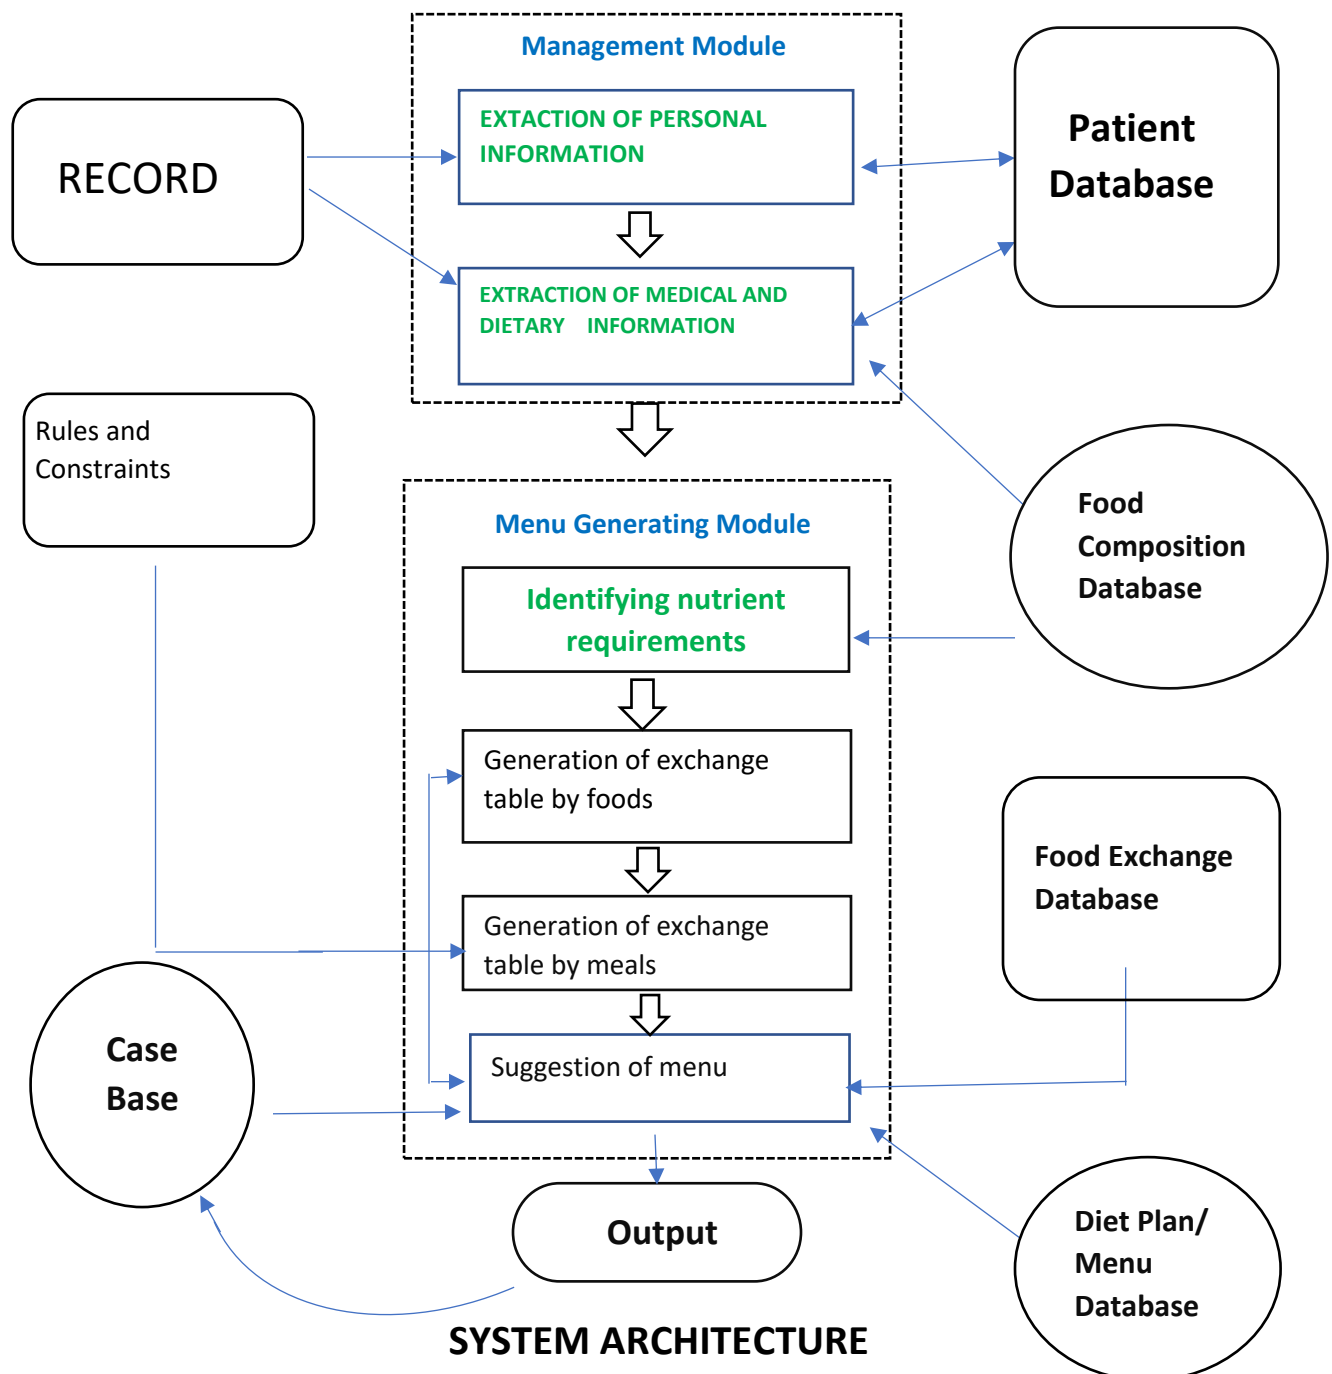 Management Module
EXTACTION OF PERSONAL
INFORMATION
RECORD
Patient
Database
EXTRACTION OF MEDICAL AND
DIETARY INFORMATION
Rules and
Constraints
Food
Composition
Database
Menu Generating Module
Identifying nutrient
requirements
Generation of exchange
table by foods
Food Exchange
Database
Generation of exchange
table by meals
Case
Base
Suggestion of menu
Output
Diet Plan/
Menu
Database
SYSTEM ARCHITECTURE